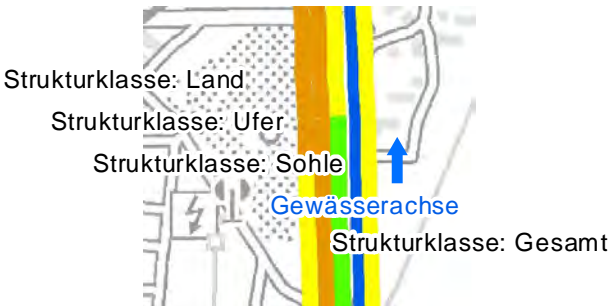 Strukturklasse: Land
Strukturklasse: Ufer
Strukturklasse: Sohle
Gewässerachse
Strukturklasse: Gesamt